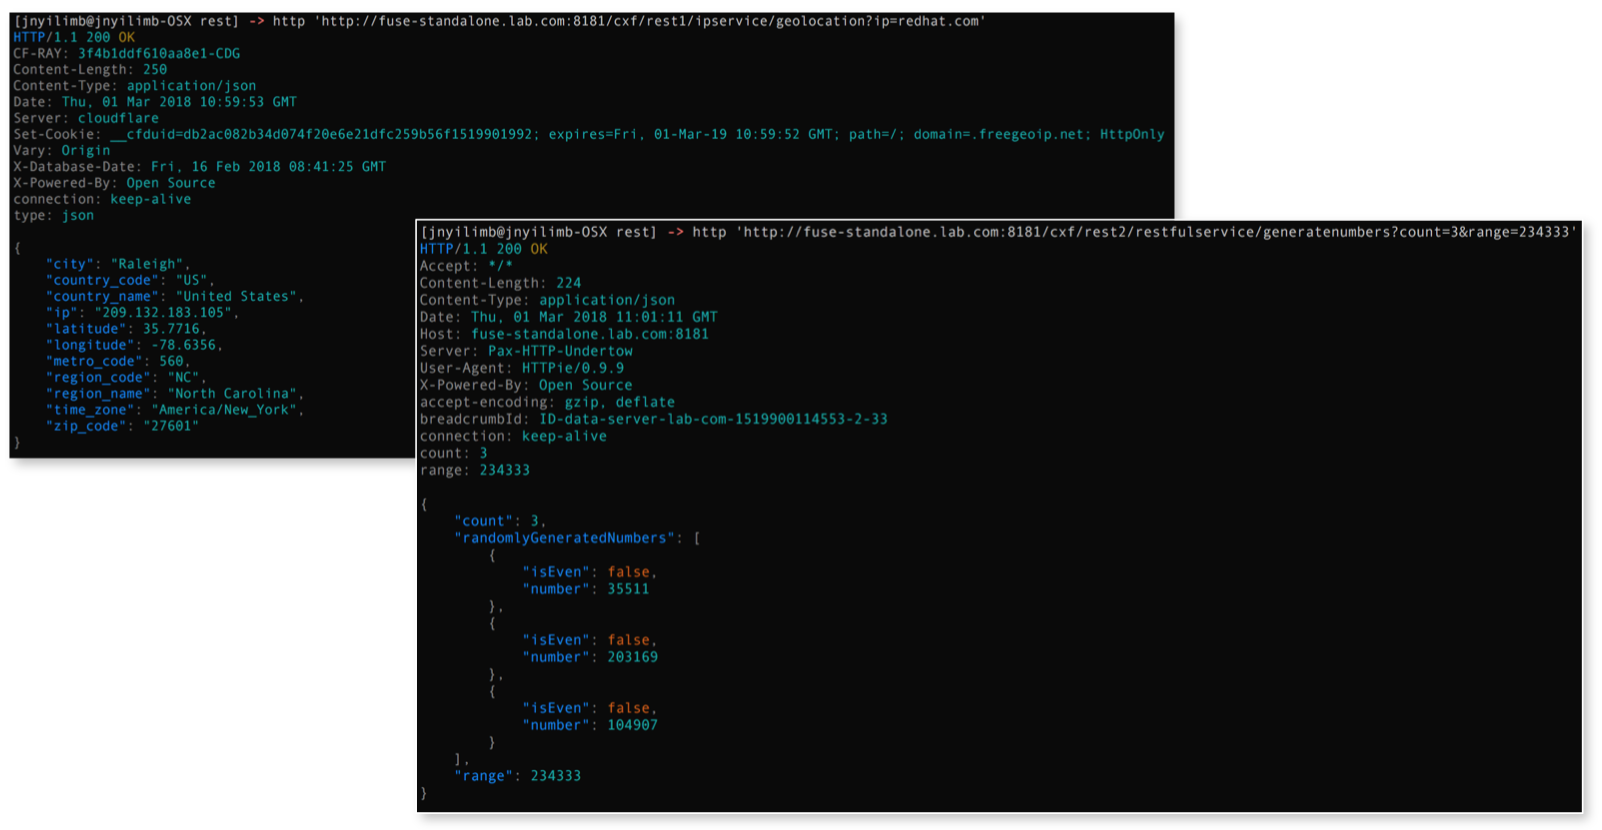 [jnyilimb@jnyilimb-OSX rest] -> http 'http://fuse-standalone.lab.com:8181/cxf/rest1/ipservice/geolocation?ip=redhat.com'
HTTP/1.1 200 OK
CF-RAY: 3f4b1ddf610aa8e1-CDG
Content-Length: 250
Content-Type: application/json
Date: Thu, 01 Mar 2018 10:59:53 GMT
Server: cloudflare
Set-Cookie: __cfduid=db2ac082b34d074f20e6e21dfc259b56f1519901992; expires=Fri, 01-Mar-19 10:59:52 GMT; path=/; domain=.freegeoip.net; HttpOnly
Vary: Origin
X-Database-Date: Fri, 16 Feb 2018 08:41:25 GMT
X-Powered-By: Open Source
connection: keep-alive
type: json
{
"city": "Raleigh",
"country_code": "US",
"country_name": "United States",
"ip": "209.132.183.105",
"latitude": 35.7716,
"longitude": -78.6356,
"metro_code": 560,
"region_code": "NC",
"region_name": "North Carolina",
"time_zone": "America/New_York",
"zip_code": "27601"
}
[jnyilimb@jnyilimb-OSX rest] -> http 'http://fuse-standalone.lab.com:8181/cxf/rest2/restfulservice/generatenumbers?count=3&range=234333'
HTTP/1.1 200 OK
Accept: */*
Content-Length: 224
Content-Type: application/json
Date: Thu, 01 Mar 2018 11:01:11 GMT
Host: fuse-standalone.lab.com:8181
Server: Pax-HTTP-Undertow
User-Agent: HTTPie/0.9.9
X-Powered-By: Open Source
accept-encoding: gzip, deflate
breadcrumbId: ID-data-server-lab-com-1519900114553-2-33
connection: keep-alive
count: 3
range: 234333
{
"count": 3,
"randomlyGeneratedNumbers": [
{
"isEven": false,
"number": 35511
},
{
"isEven": false,
"number": 203169
},
{
"isEven": false,
"number": 104907
}
],
"range": 234333
}